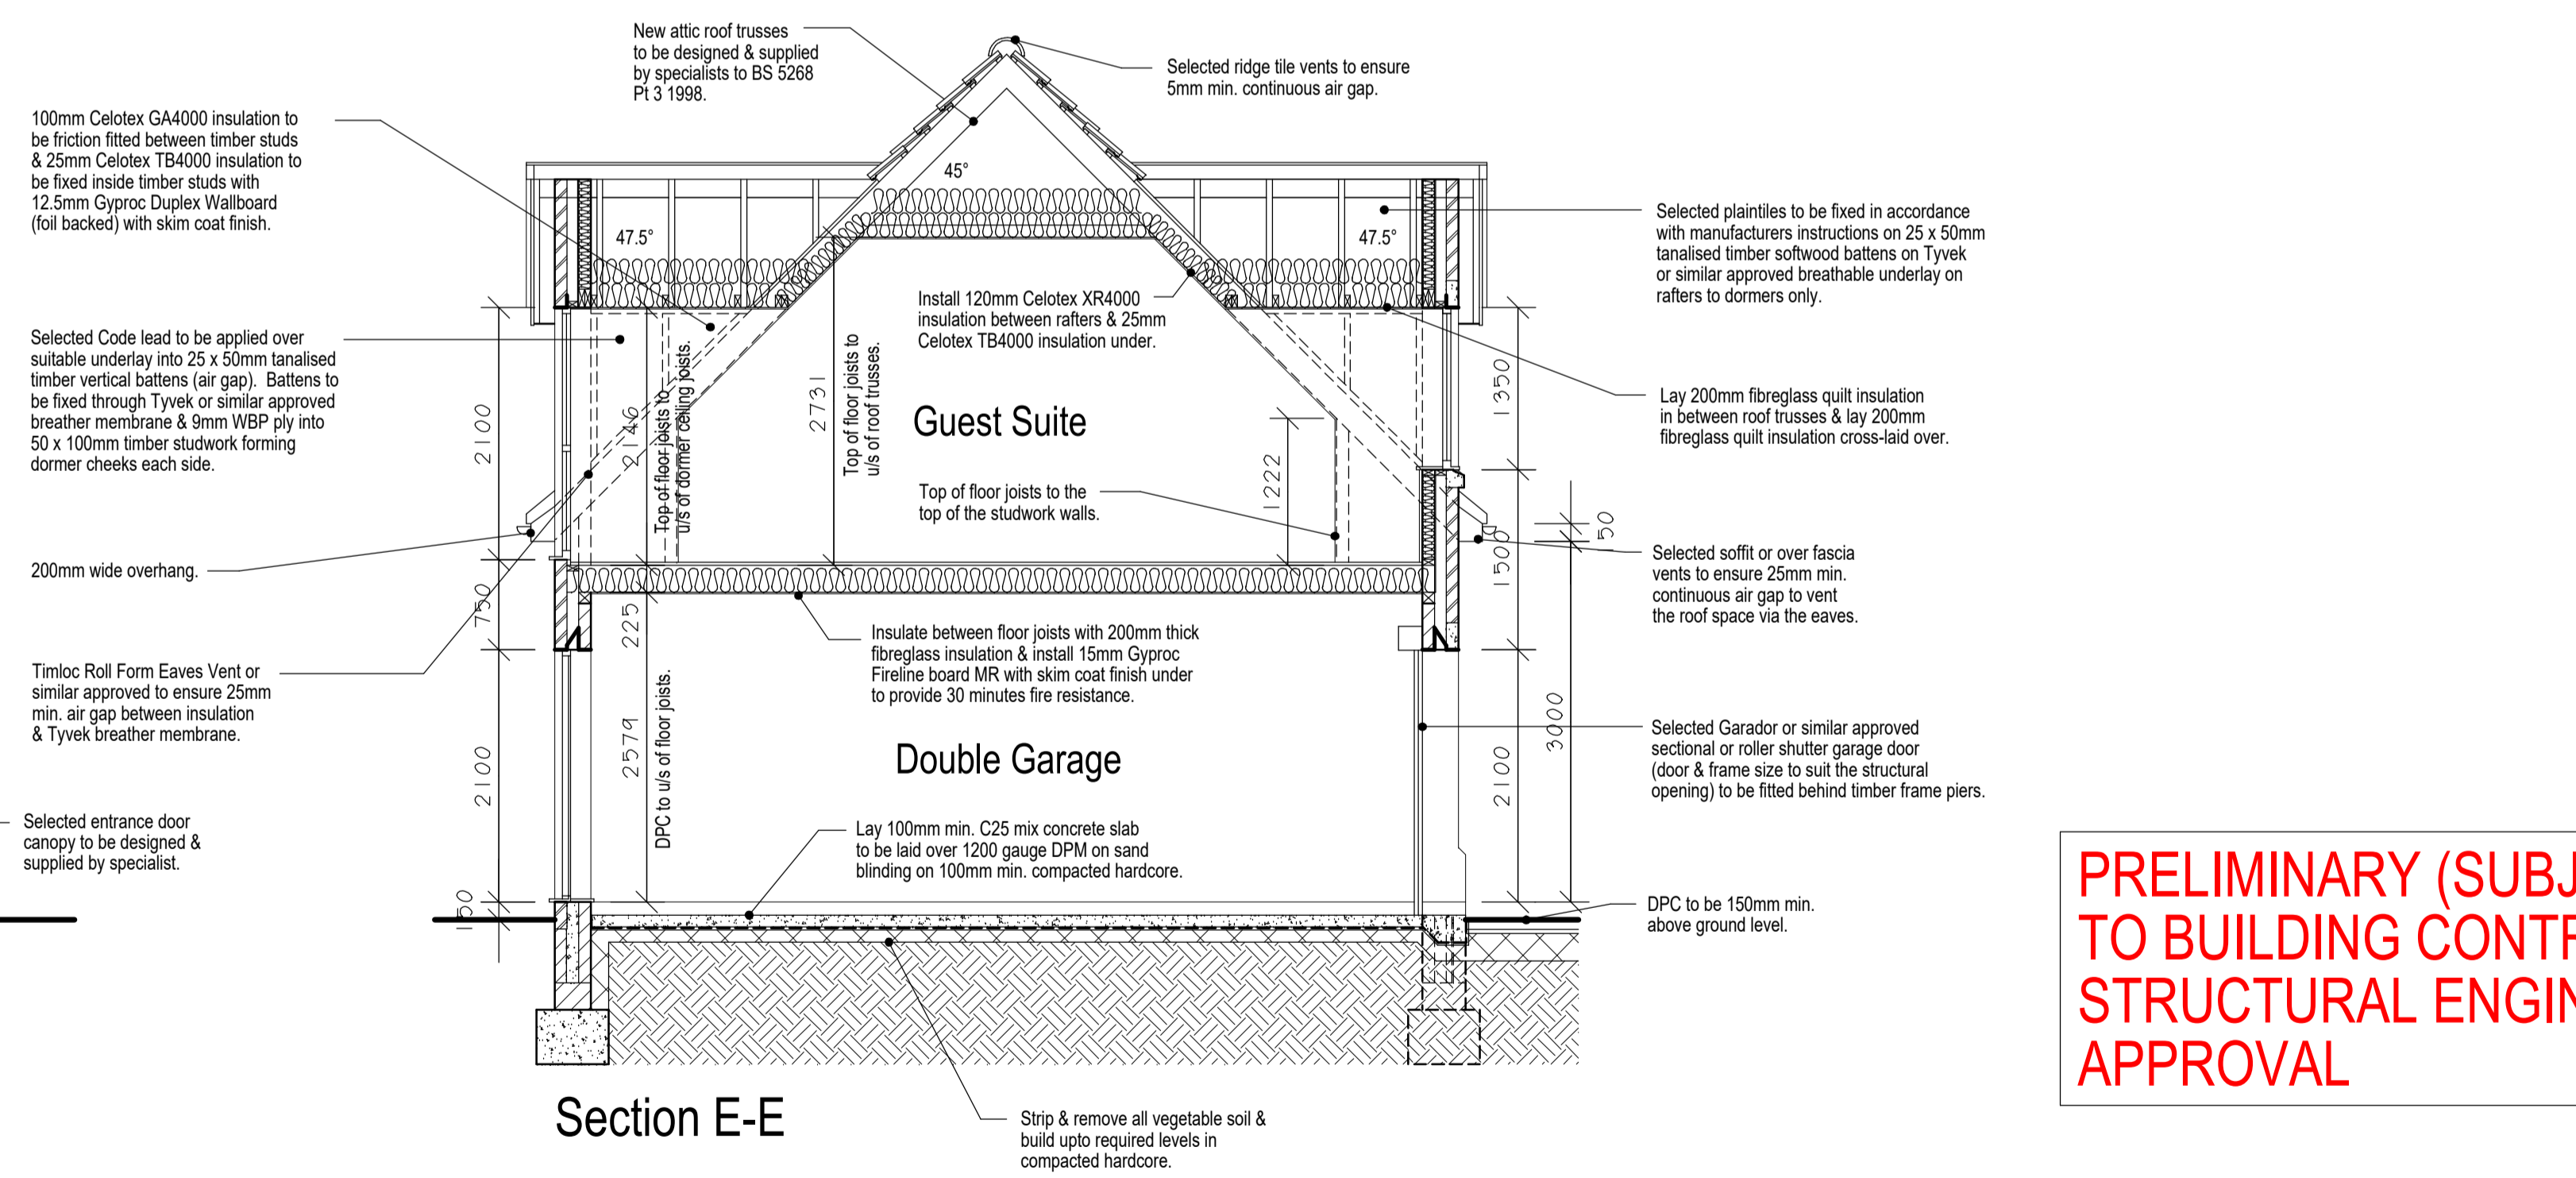 New attic roof trusses
to be designed & supplied
by specialists to BS 5268
Pt 3 1998.
Selected ridge tile vents to ensure
5mm min. continuous air gap.
100mm Celotex GA4000 insulation to
be friction fitted between timber studs
& 25mm Celotex TB4000 insulation to
be fixed inside timber studs with
12.5mm Gyproc Duplex Wallboard
(foil backed) with skim coat finish.
45°
47.5°
47.5°
Selected plaintiles to be fixed in accordance
with manufacturers instructions on 25 x 50mm
tanalised timber softwood battens on Tyvek
or similar approved breathable underlay on
rafters to dormers only.
Install 120mm Celotex XR4000
insulation between rafters & 25mm
Celotex TB4000 insulation under.
Selected Code lead to be applied over
suitable underlay into 25 x 50mm tanalised
timber vertical battens (air gap). Battens to
be fixed through Tyvek or similar approved
breather membrane & 9mm WBP ply into
50 x 100mm timber studwork forming
dormer cheeks each side.
2100
2146
Top of floor joists to
u/s of dormer ceiling joists.
2731
Top of floor joists to
u/s of roof trusses.
Guest Suite
1222
1350
Lay 200mm fibreglass quilt insulation
in between roof trusses & lay 200mm
fibreglass quilt insulation cross-laid over.
Top of floor joists to the
top of the studwork walls.
1500
150
Selected soffit or over fascia
vents to ensure 25mm min.
continuous air gap to vent
the roof space via the eaves.
200mm wide overhang.
750
225
Insulate between floor joists with 200mm thick
fibreglass insulation & install 15mm Gyproc
Fireline board MR with skim coat finish under
to provide 30 minutes fire resistance.
Timloc Roll Form Eaves Vent or
similar approved to ensure 25mm
min. air gap between insulation
& Tyvek breather membrane.
2100
2579
DPC to u/s of floor joists.
Double Garage
2100
3000
Selected Garador or similar approved
sectional or roller shutter garage door
(door & frame size to suit the structural
opening) to be fitted behind timber frame piers.
Selected entrance door
canopy to be designed &
supplied by specialist.
Lay 100mm min. C25 mix concrete slab
to be laid over 1200 gauge DPM on sand
blinding on 100mm min. compacted hardcore.
150
DPC to be 150mm min.
above ground level.
PRELIMINARY (SUBJ
TO BUILDING CONTR
STRUCTURAL ENGIN
APPROVAL
Section E-E
Strip & remove all vegetable soil &
build upto required levels in
compacted hardcore.